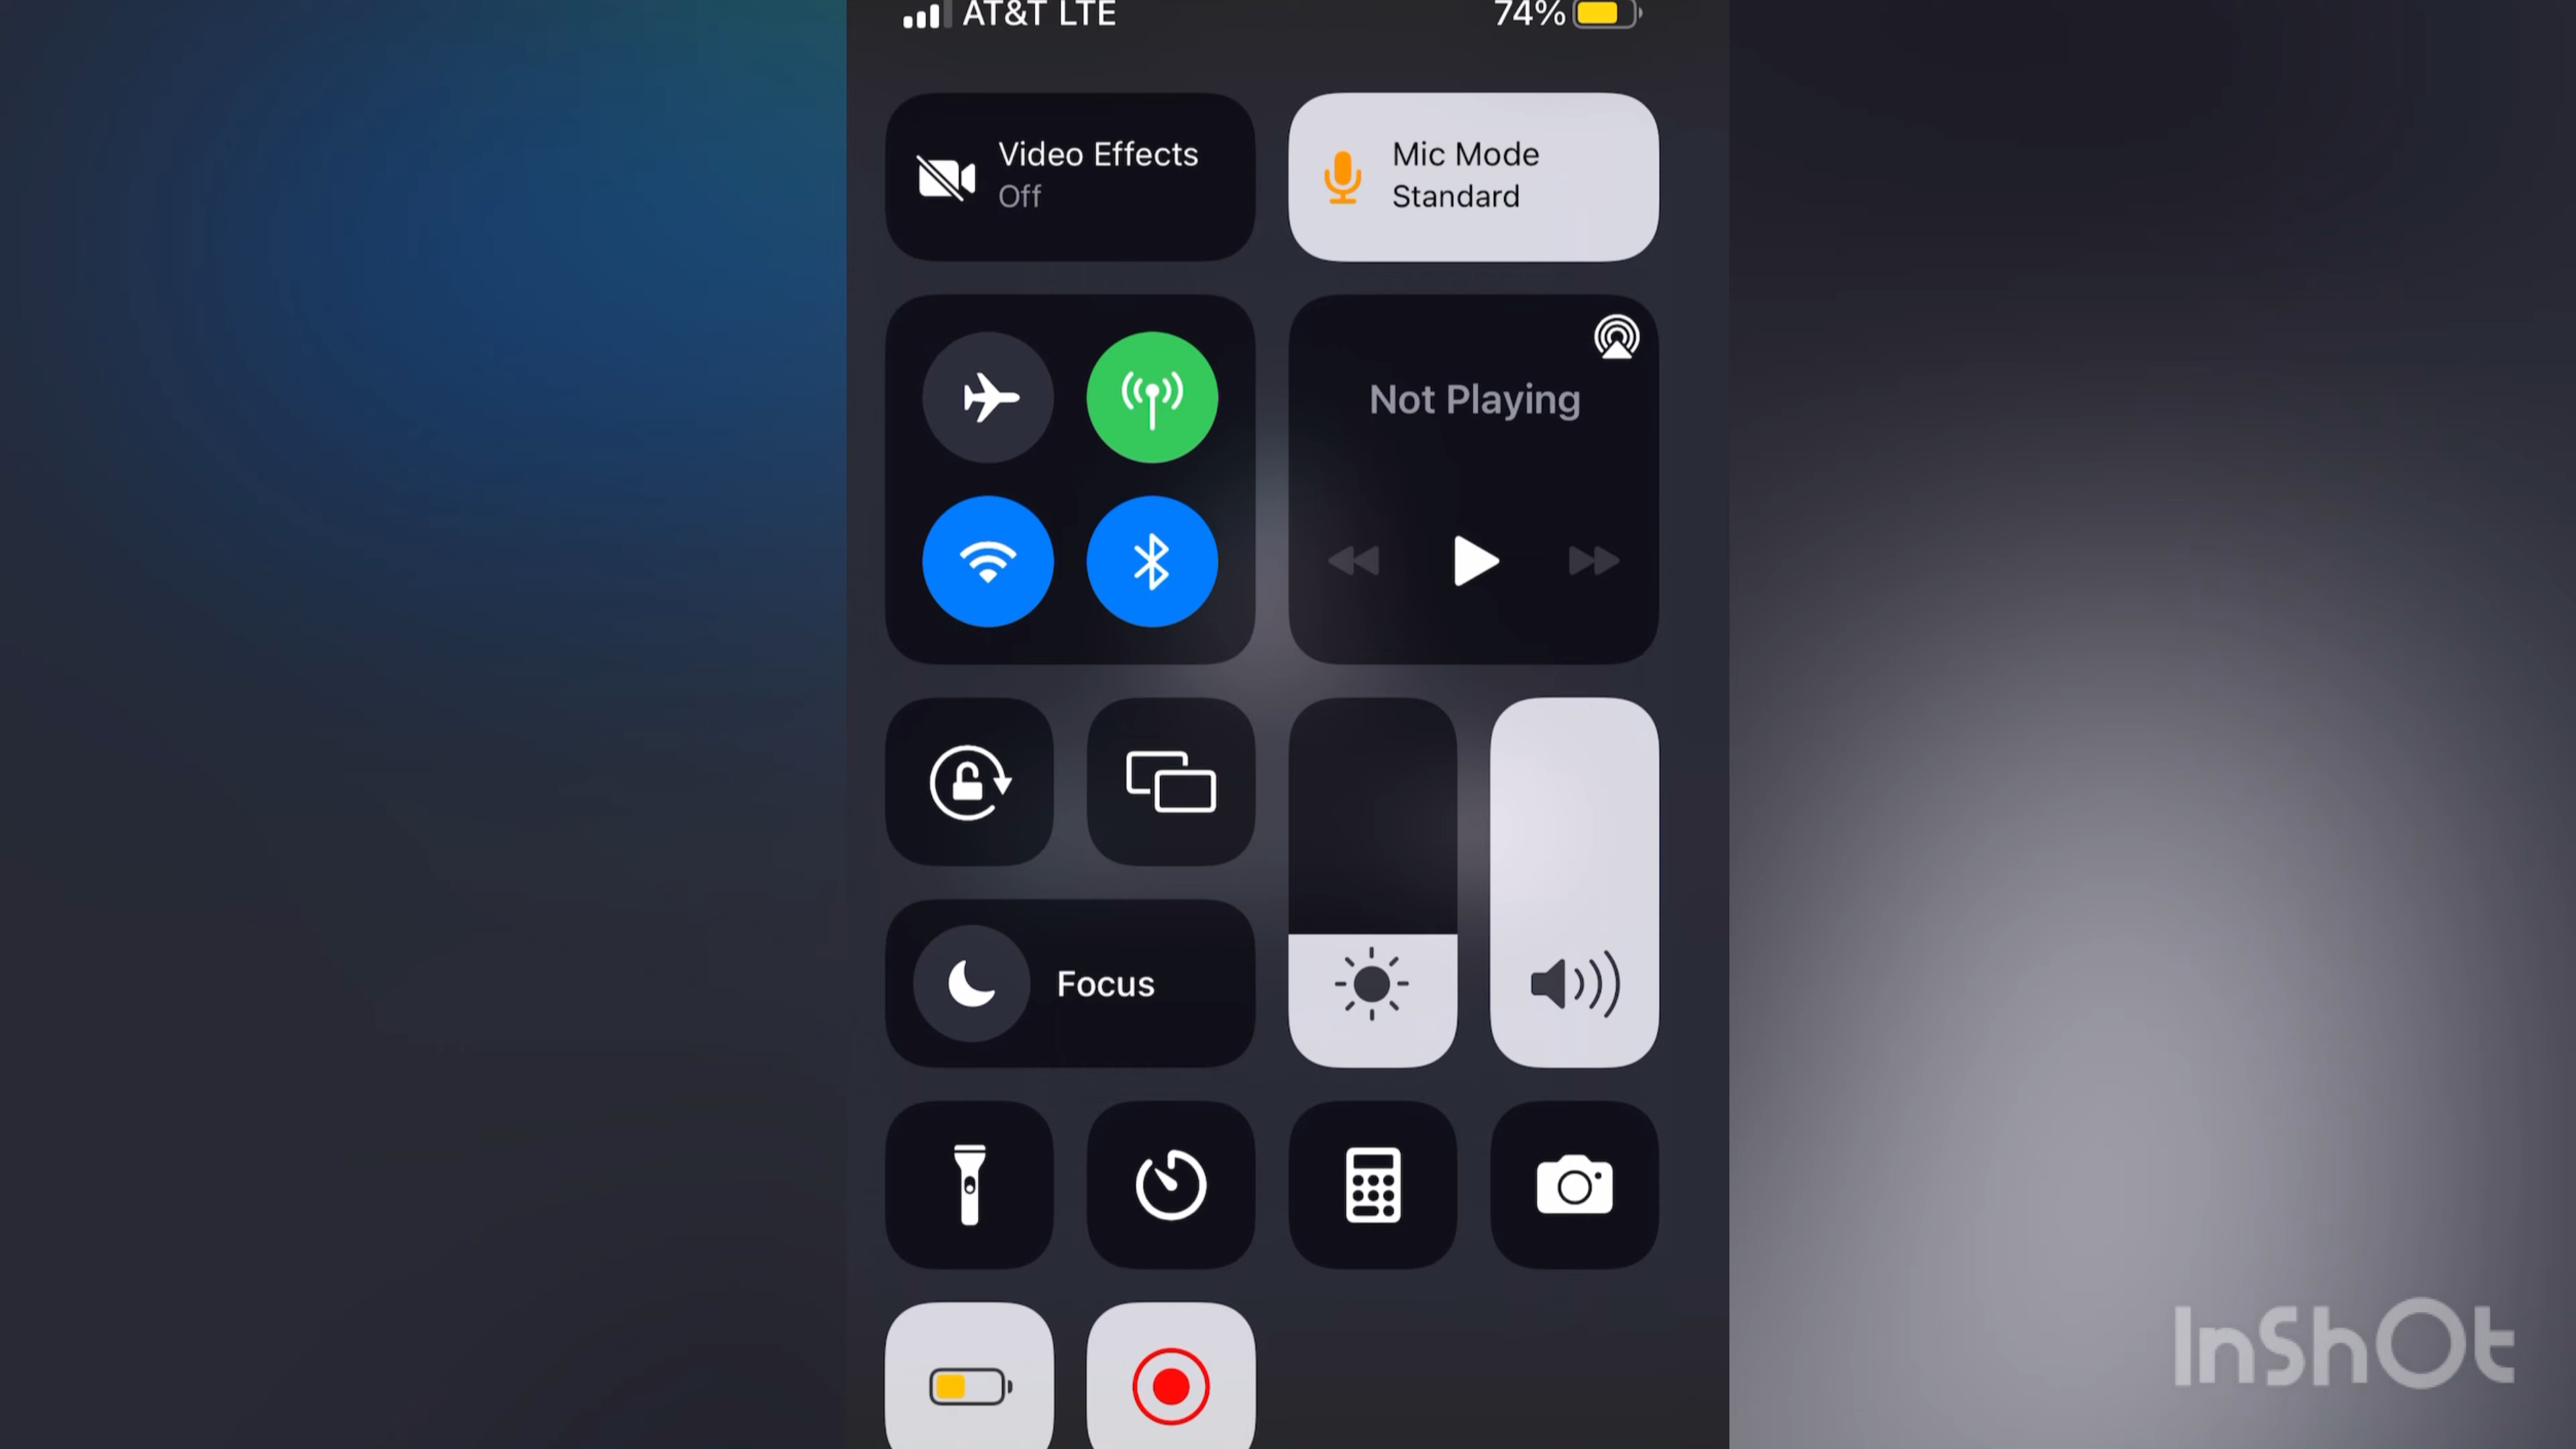 AT&T LTE
74%
Video Effects
Off
Mic Mode
Standard
Not Playing
Focus
InShOt